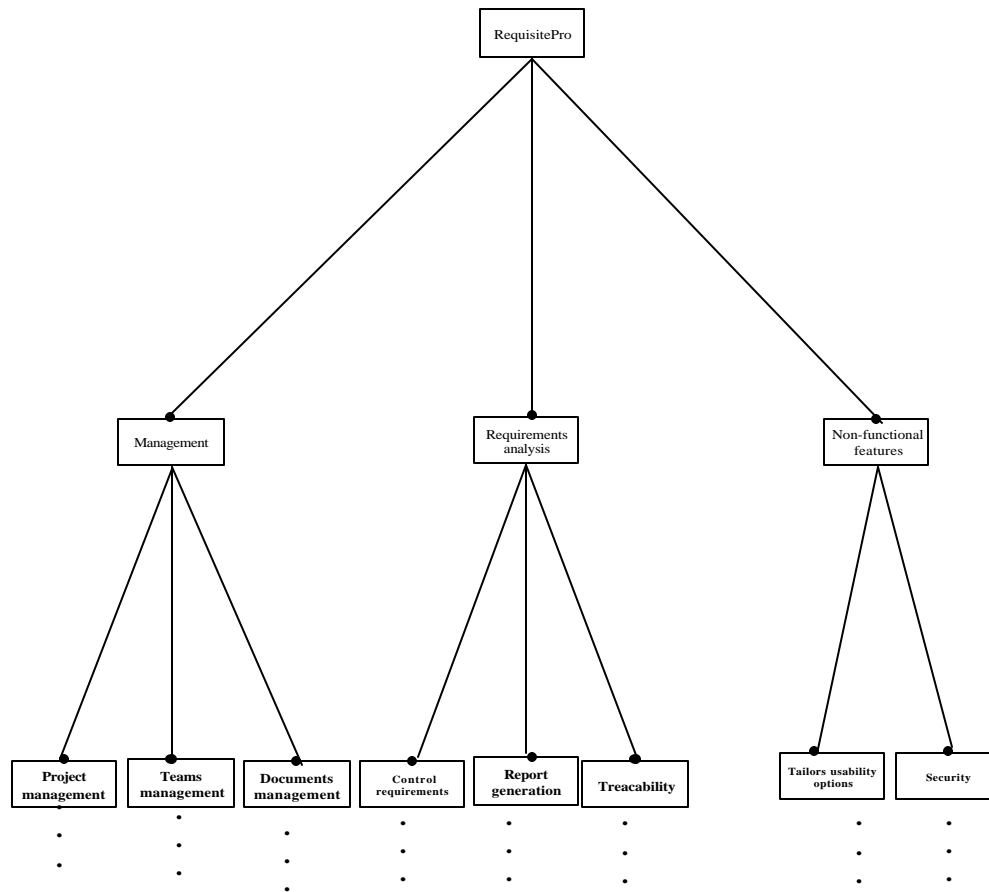 RequisitePro
Management
Requirements
analysis
Non-functional
features
Project
management
Teams
management
Documents
management
Control
requirements
Report
generation
Treacability
Tailors usability
options
Security